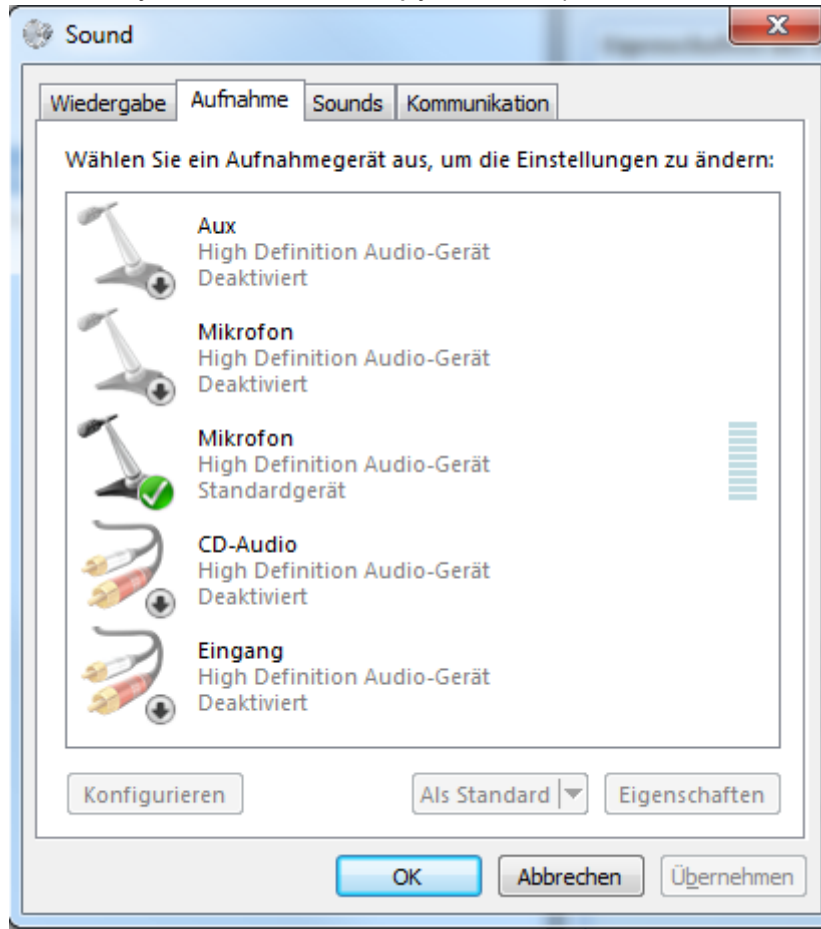 Sound
Wiedergabe Aufnahme Sounds Kommunikation
Wählen Sie ein Aufnahmegerät aus, um die Einstellungen zu ändern:
Aux
High Definition Audio-Gerät
Deaktiviert
Mikrofon
High Definition Audio-Gerät
Deaktiviert
Mikrofon
High Definition Audio-Gerät
Standardgerät
CD-Audio
High Definition Audio-Gerät
Deaktiviert
Eingang
High Definition Audio-Gerät
Deaktiviert
Konfigurieren Als Standard Eigenschaften
OK Abbrechen Übernehmen